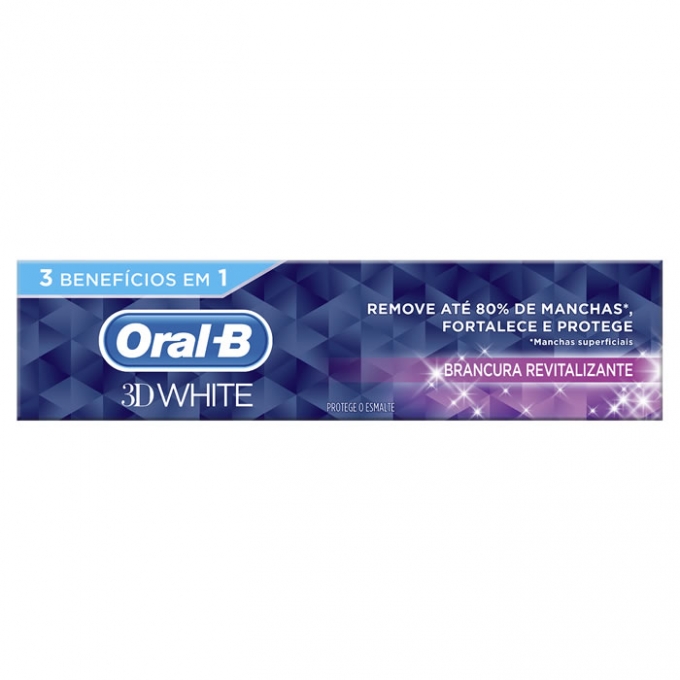 3 BENEFÍCIOS EM 1
Oral-B
3D WHITE
REMOVE ATÉ 80% DE MANCHAS*,
FORTALECE E PROTEGE
*Manchas superficiais
BRANCURA REVITALIZANTE
PROTEGE O ESMALTE